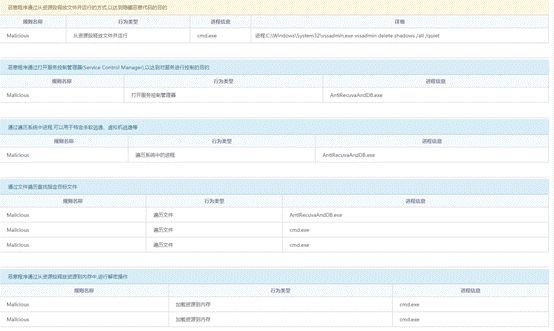 恶意程序通过从资源段释放文件并运行的方式,以达到隐藏恶意代码的目的
规则名称 行为类型 进程信息 详细
Malicious 从资源段释放文件并运行 cmd.exe 进程:C:\Windows\System32\vssadmin.exe vssadmin delete shadows /all /quiet
恶意程序通过打开服务控制管理器(Service Control Manager),以达到对服务进行控制的目的
规则名称 行为类型 进程信息
Malicious 打开服务控制管理器 AntiRecuvaAndDB.exe
通过遍历系统中进程,可以用于特定杀软逃逸、虚拟机逃逸等
规则名称 行为类型 进程信息
Malicious 遍历系统中的进程 AntiRecuvaAndDB.exe
通过文件遍历查找指定目标文件
规则名称 行为类型 进程信息
Malicious 遍历文件 AntiRecuvaAndDB.exe
Malicious 遍历文件 cmd.exe
Malicious 遍历文件 cmd.exe
恶意程序通过从资源段释放资源到内存中,进行解密操作
规则名称 行为类型 进程信息
Malicious 加载资源到内存 cmd.exe
Malicious 加载资源到内存 cmd.exe